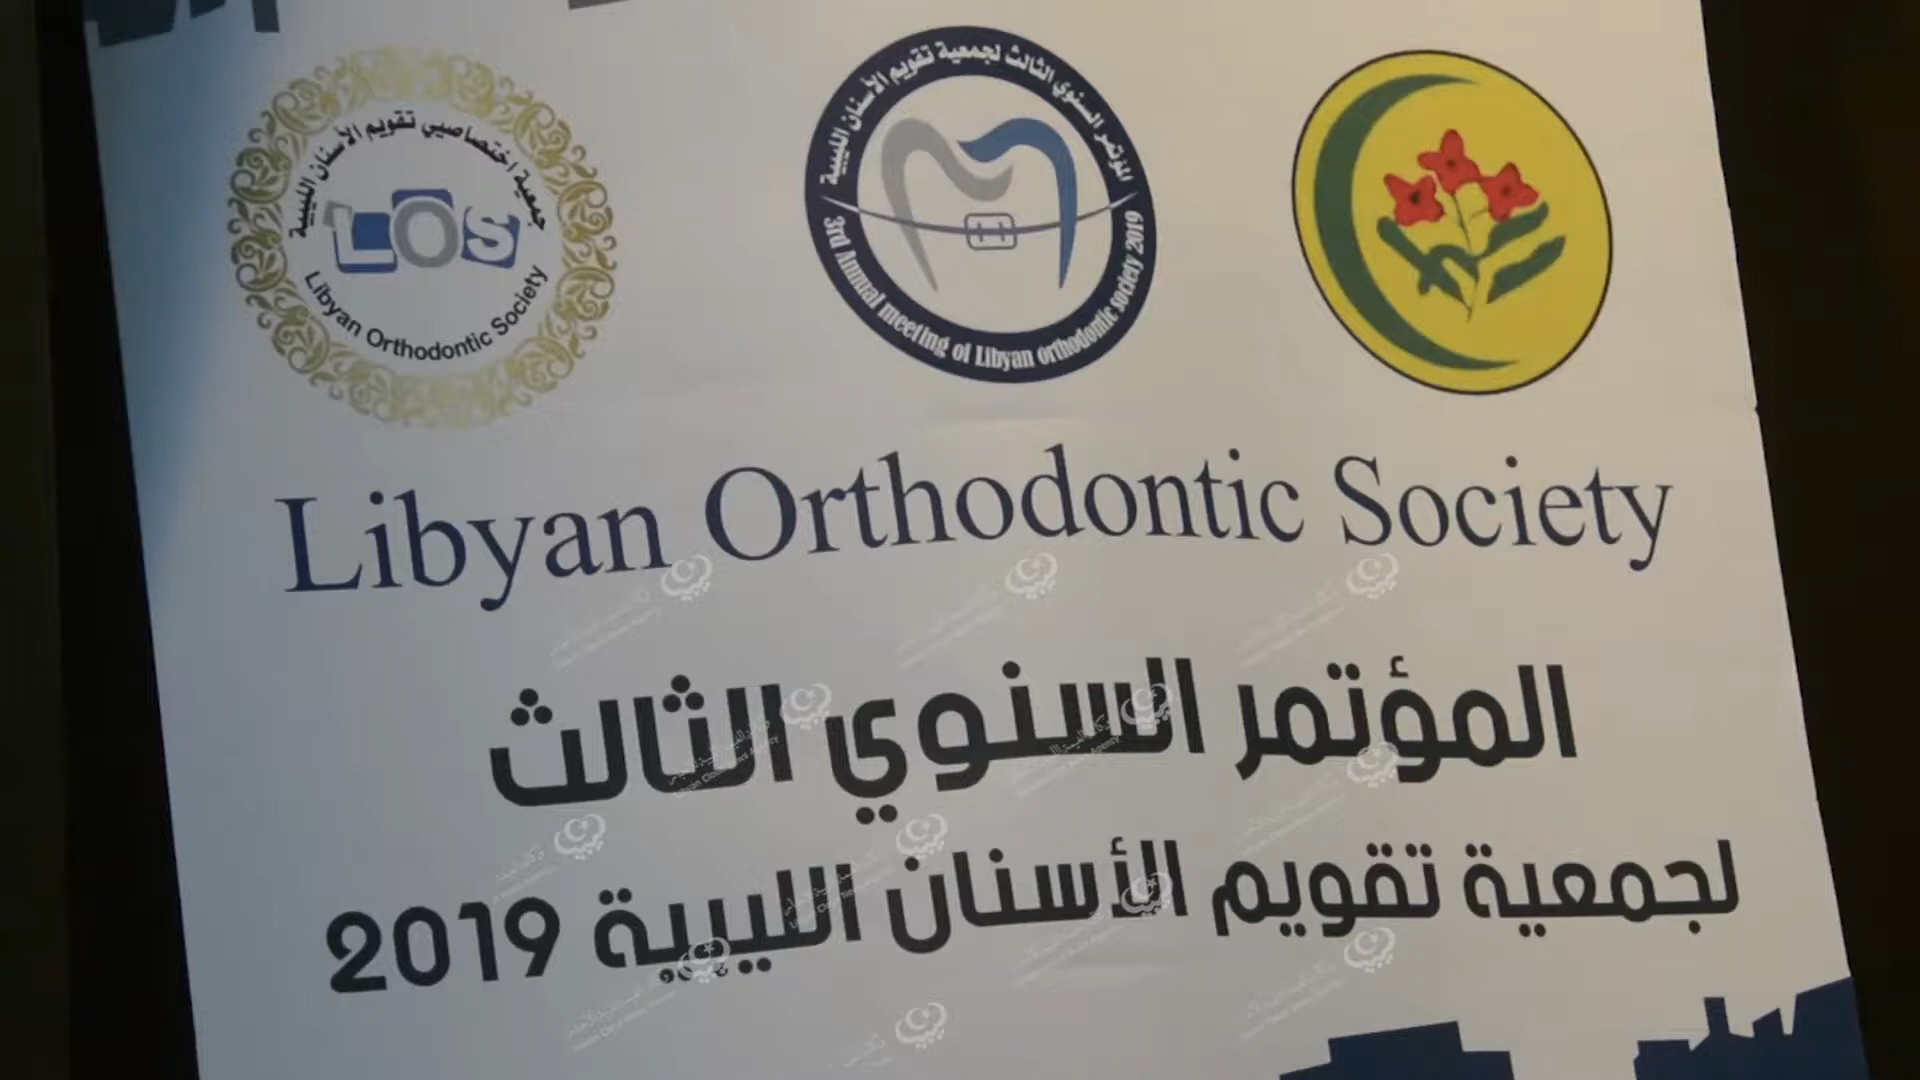 جمعية اختصاصيي تقويم الأسنان الليبية
LOS
Libyan Orthodontic Society
المؤتمر السنوي الثالث لجمعية تقويم الأسنان الليبية
3rd Annual meeting of Libyan orthodontic society 2019
Libyan Orthodontic Society
المؤتمر السنوي الثالث
لجمعية تقويم الأسنان الليبية 2019